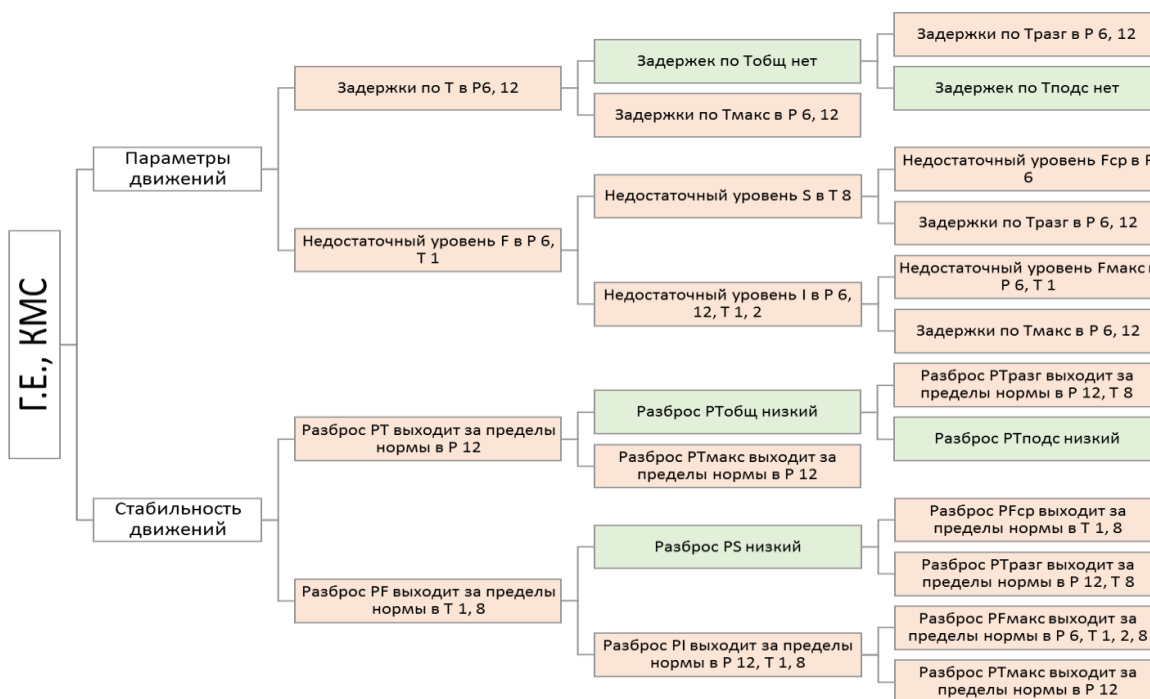 Г.Е., КМС
Параметры
движений
Задержки по Т в Р6, 12
Задержек по Тобщ нет
Задержки по Тразг в Р 6, 12
Задержек по Тподс нет
Задержки по Тмакс в Р 6, 12
Недостаточный уровень F в Р 6,
Т 1
Недостаточный уровень S в Т 8
Недостаточный уровень Fср в Р
6
Задержки по Тразг в Р 6, 12
Недостаточный уровень I в Р 6,
12, Т 1, 2
Недостаточный уровень Fмакс в
Р 6, Т 1
Задержки по Тмакс в Р 6, 12
Стабильность
движений
Разброс РТ выходит за пределы
нормы в Р 12
Разброс РТобщ низкий
Разброс РТразг выходит за
пределы нормы в Р 12, Т 8
Разброс РТподс низкий
Разброс РТмакс выходит за
пределы нормы в Р 12
Разброс PF выходит за пределы
нормы в Т 1, 8
Разброс PS низкий
Разброс PFср выходит за
пределы нормы в Т 1, 8
Разброс РТразг выходит за
пределы нормы в Р 12, Т 8
Разброс PI выходит за пределы
нормы в Р 12, Т 1, 8
Разброс PFмакс выходит за
пределы нормы в Р 6, Т 1, 2, 8
Разброс РТмакс выходит за
пределы нормы в Р 12